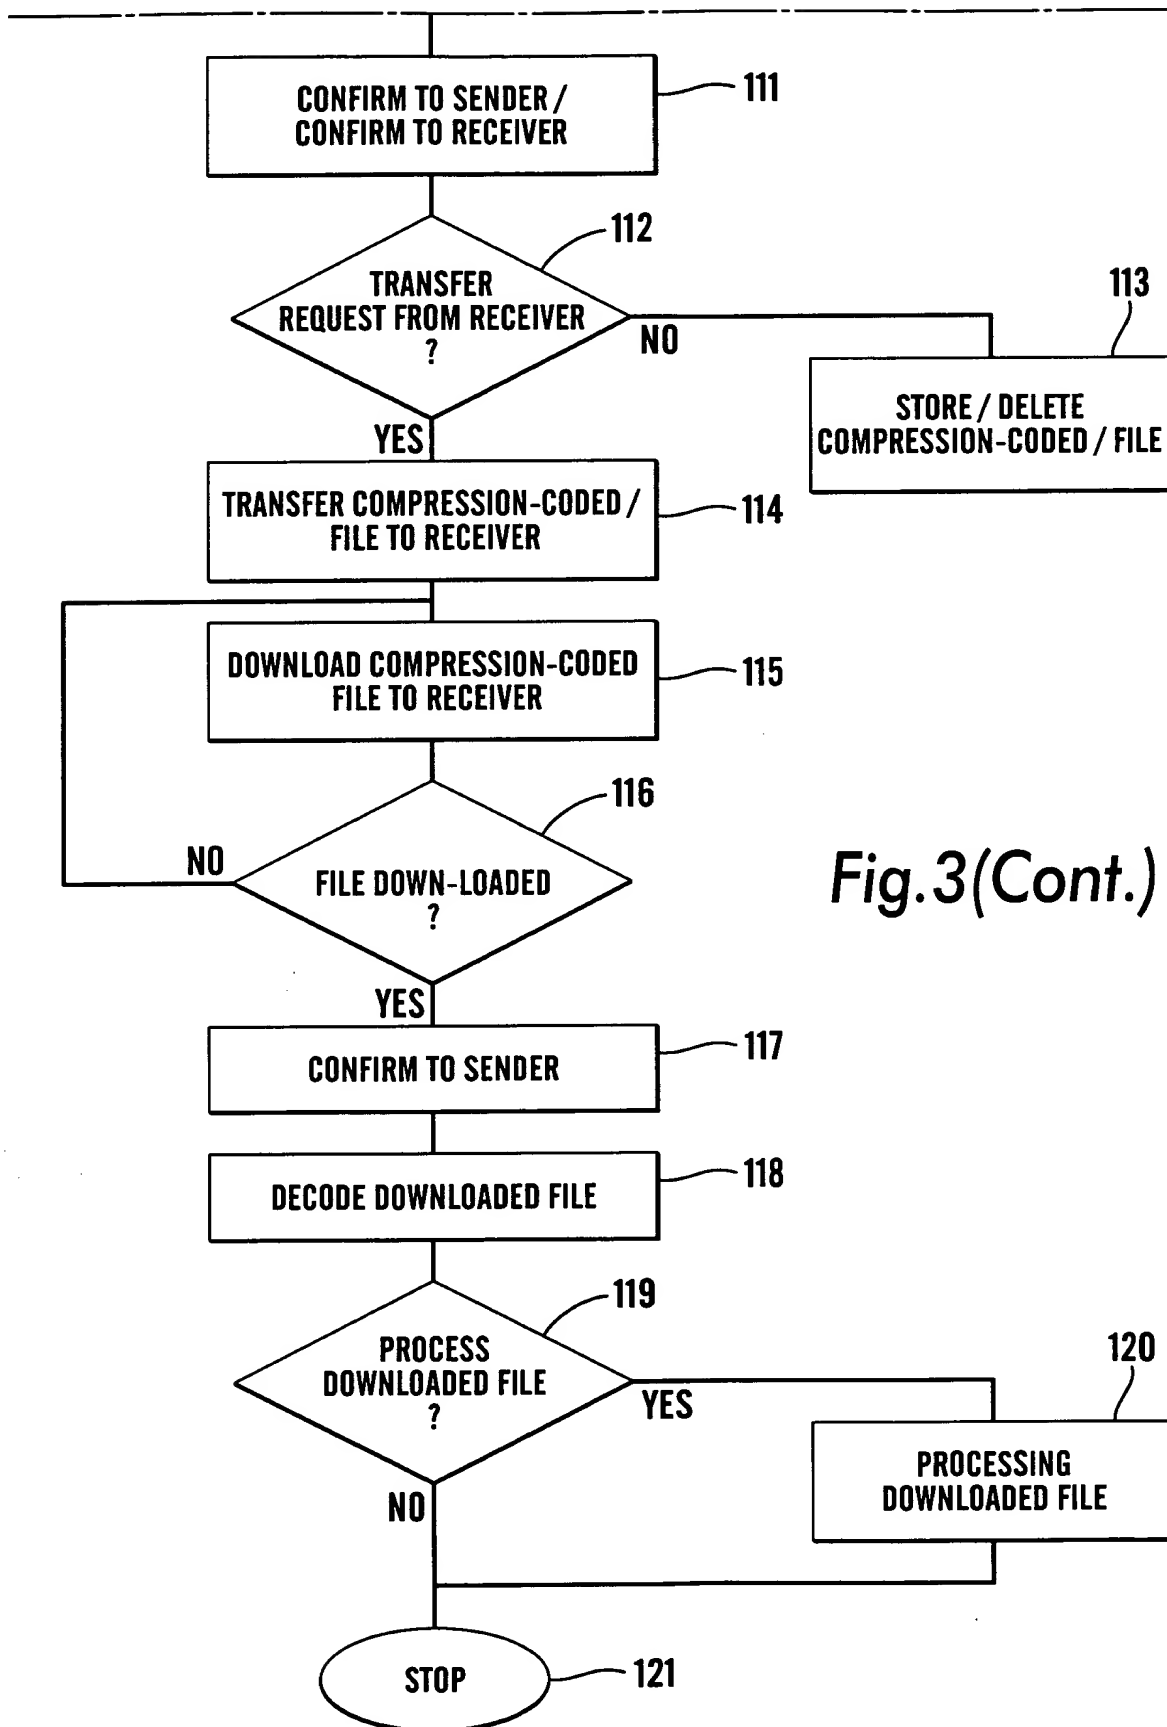 CONFIRM TO SENDER /
CONFIRM TO RECEIVER
111
112
TRANSFER
REQUEST FROM RECEIVER
?
NO
113
STORE / DELETE
COMPRESSION-CODED / FILE
YES
TRANSFER COMPRESSION-CODED /
FILE TO RECEIVER
114
DOWNLOAD COMPRESSION-CODED
FILE TO RECEIVER
115
116
NO
FILE DOWN-LOADED
?
Fig.3(Cont.)
YES
CONFIRM TO SENDER
117
DECODE DOWNLOADED FILE
118
119
PROCESS
DOWNLOADED FILE
?
YES
120
PROCESSING
DOWNLOADED FILE
NO
STOP
121